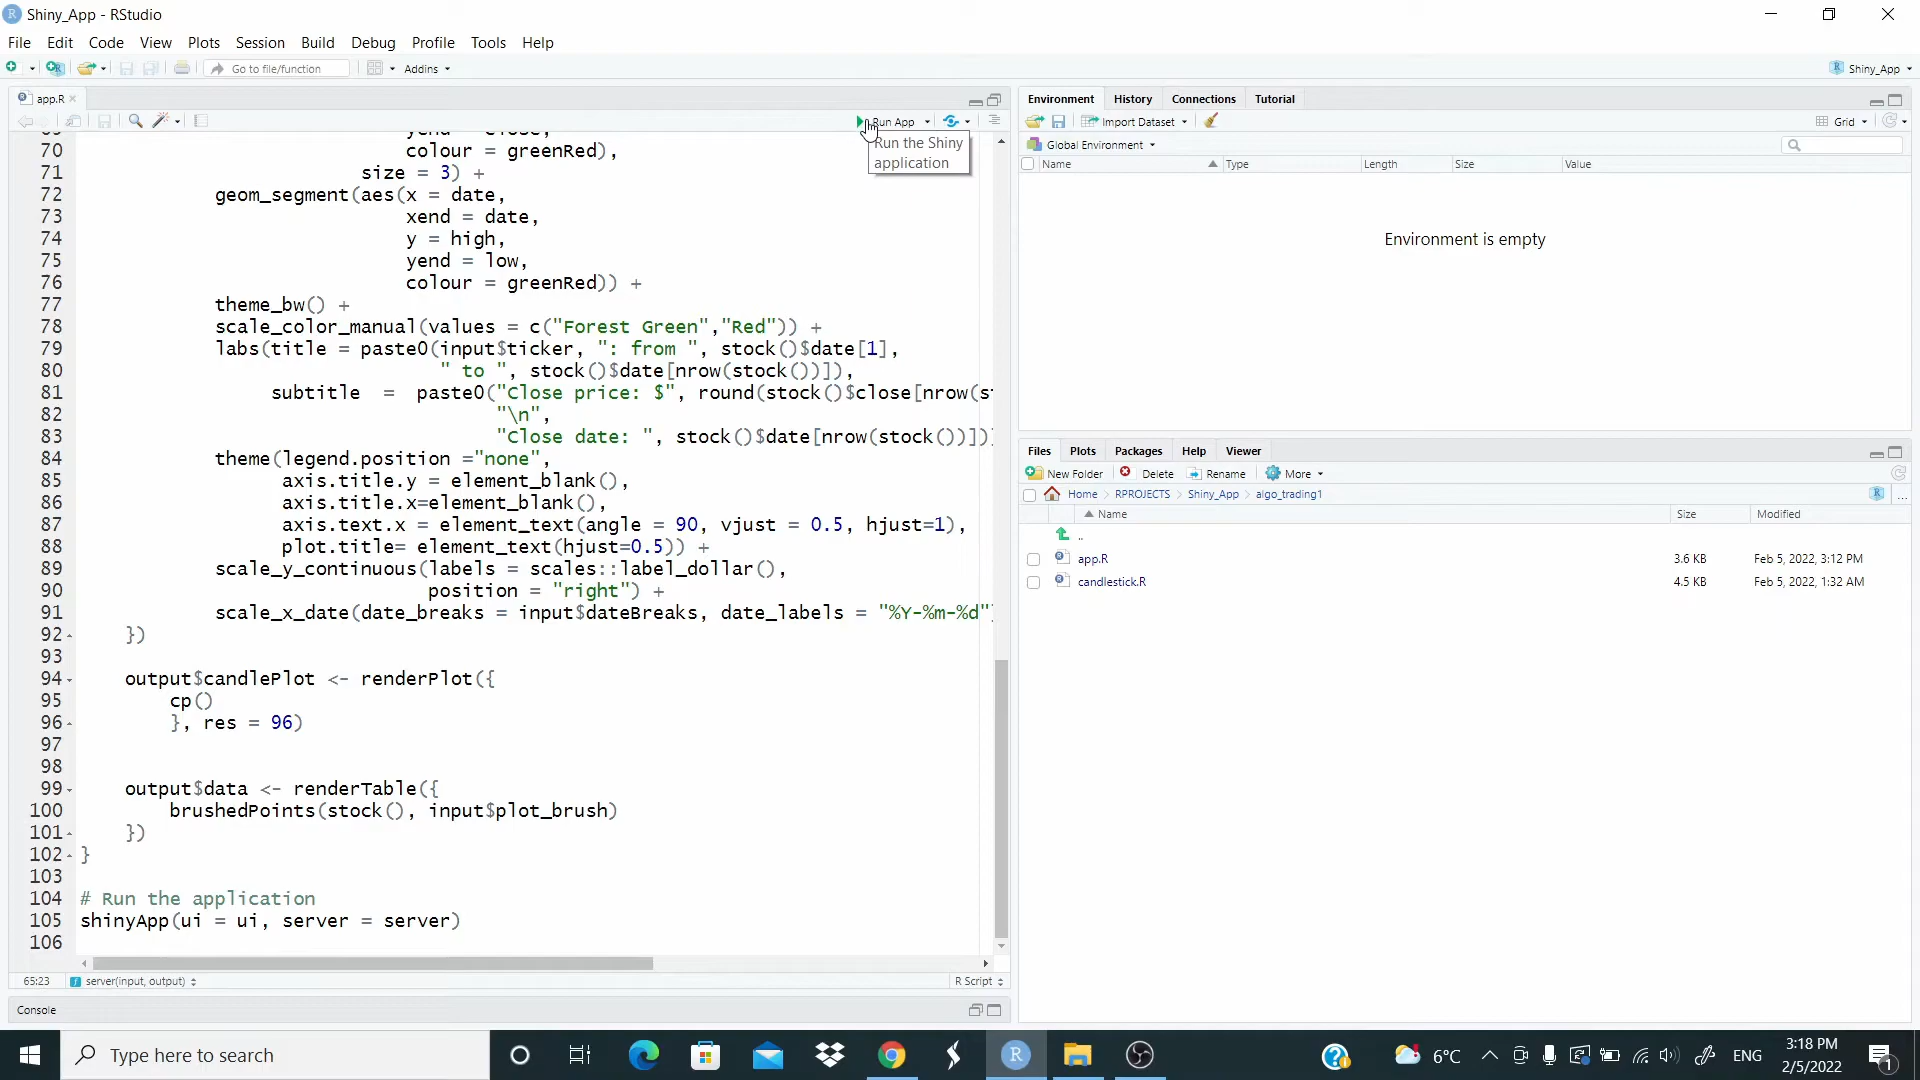 Shiny_App - RStudio
File Edit Code View Plots Session Build Debug Profile Tools Help
Go to file/function Addins Shiny_App
app.R
Run App
Run the Shiny
application
70 colour = greenRed),
71 size = 3) +
72 geom_segment(aes(x = date,
73 xend = date,
74 y = high,
75 yend = low,
76 colour = greenRed)) +
77 theme_bw() +
78 scale_color_manual(values = c("Forest Green","Red")) +
79 labs(title = paste0(input$ticker, ": from ", stock()$date[1],
80 " to ", stock()$date[nrow(stock())]),
81 subtitle = paste0("Close price: $", round(stock()$close[nrow(s
82 "\n",
83 "Close date: ", stock()$date[nrow(stock())])
84 theme(legend.position ="none",
85 axis.title.y = element_blank(),
86 axis.title.x=element_blank(),
87 axis.text.x = element_text(angle = 90, vjust = 0.5, hjust=1),
88 plot.title= element_text(hjust=0.5)) +
89 scale_y_continuous(labels = scales::label_dollar(),
90 position = "right") +
91 scale_x_date(date_breaks = input$dateBreaks, date_labels = "%Y-%m-%d"
92 })
93
94 output$candlePlot <- renderPlot({
95 cp()
96 }, res = 96)
97
98
99 output$data <- renderTable({
100 brushedPoints(stock(), input$plot_brush)
101 })
102 }
103
104 # Run the application
105 shinyApp(ui = ui, server = server)
106
65:23 server(input, output) R Script
Console
Environment History Connections Tutorial
Import Dataset Grid
Global Environment
Name Type Length Size Value
Environment is empty
Files Plots Packages Help Viewer
New Folder Delete Rename More
Home RPROJECTS Shiny_App algo_trading1
...
Name Size Modified
..
app.R 3.6 KB Feb 5, 2022, 3:12 PM
candlestick.R 4.5 KB Feb 5, 2022, 1:32 AM
Type here to search
6°C ENG 3:18 PM
2/5/2022
1